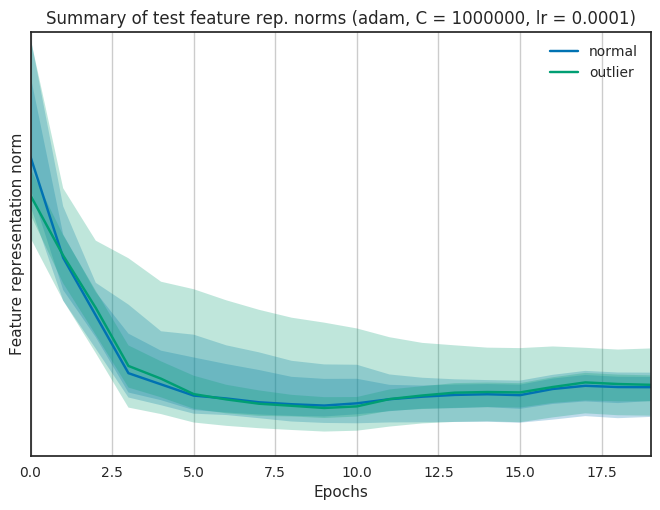 Summary of test feature rep. norms (adam, C = 1000000, lr = 0.0001)
normal
outlier
Feature representation norm
0.0 2.5 5.0 7.5 10.0 12.5 15.0 17.5
Epochs